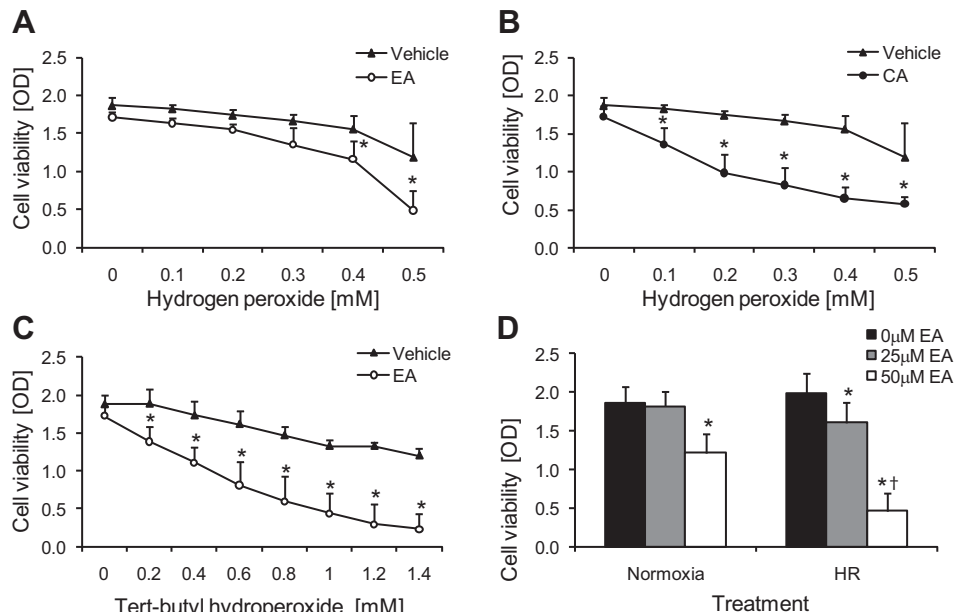 A
Vehicle
EA
Cell viability [OD]
2.5
2.0
1.5
1.0
0.5
0.0
*
*
0 0.1 0.2 0.3 0.4 0.5
Hydrogen peroxide [mM]
B
Vehicle
CA
Cell viability [OD]
2.5
2.0
1.5
1.0
0.5
0.0
* * * * *
0 0.1 0.2 0.3 0.4 0.5
Hydrogen peroxide [mM]
C
Vehicle
EA
Cell viability [OD]
2.5
2.0
1.5
1.0
0.5
0.0
* * * * * * *
0 0.2 0.4 0.6 0.8 1 1.2 1.4
Tert-butyl hydroperoxide [mM]
D
0µM EA
25µM EA
50µM EA
Cell viability [OD]
2.5
2.0
1.5
1.0
0.5
0.0
* * *†
Normoxia HR
Treatment